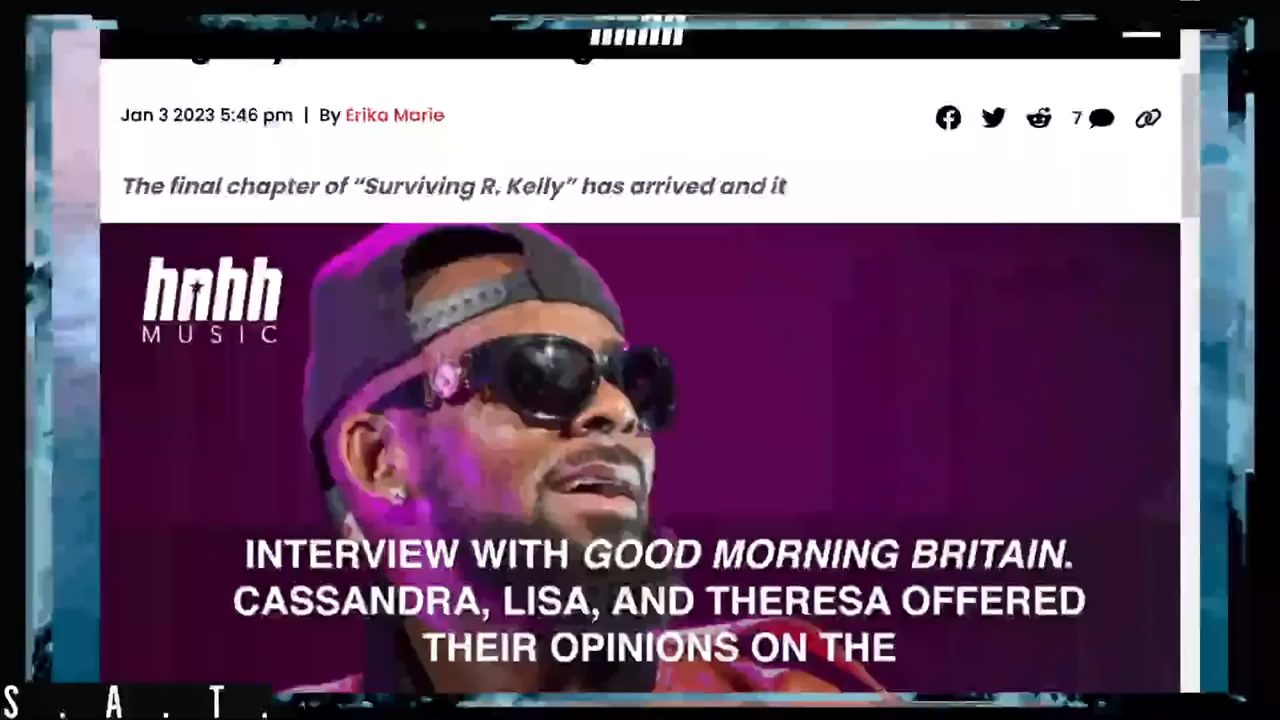 hnhh
Jan 3 2023 5:46 pm | By Erika Marie
7
The final chapter of “Surviving R. Kelly” has arrived and it
hnhh
MUSIC
INTERVIEW WITH GOOD MORNING BRITAIN.
CASSANDRA, LISA, AND THERESA OFFERED
THEIR OPINIONS ON THE
S . A . T .